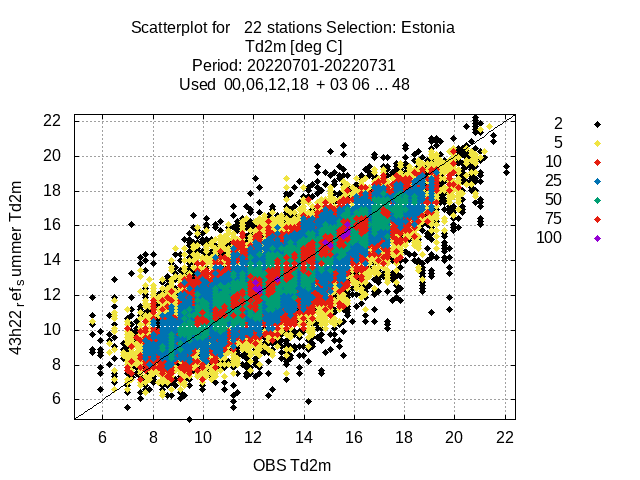 Scatterplot for 22 stations Selection: Estonia
Td2m [deg C]
Period: 20220701-20220731
Used 00,06,12,18 + 03 06 ... 48
22
20
18
16
14
12
10
8
6
43h22_ref_summer Td2m
6 8 10 12 14 16 18 20 22
OBS Td2m
2
5
10
25
50
75
100